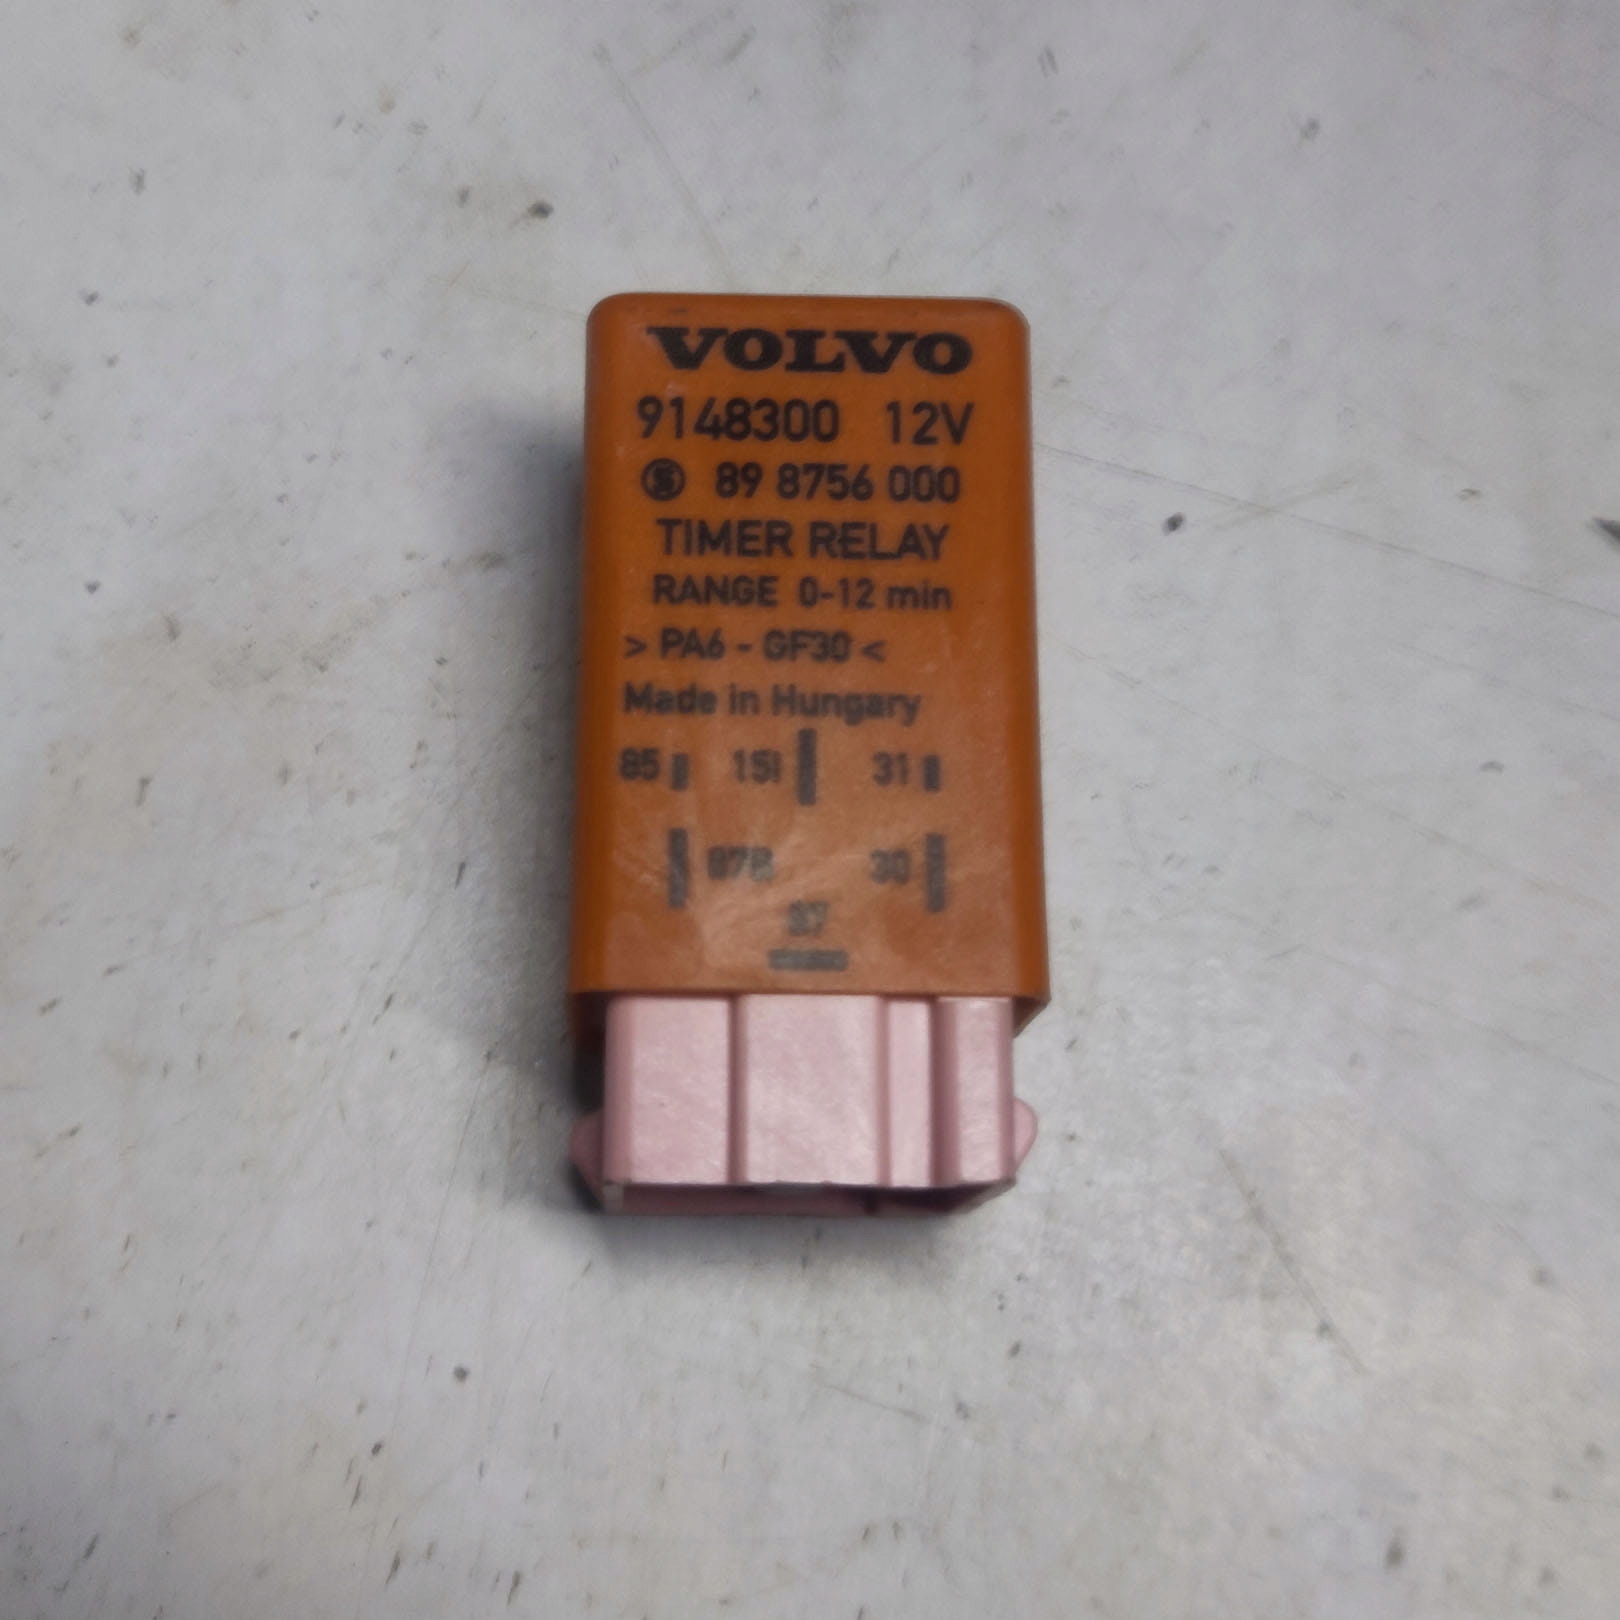 VOLVO
9148300 12V
S 89 8756 000
TIMER RELAY
RANGE 0-12 min
> PA6 - GF30 <
Made in Hungary
85 15I 31
87B 30
87